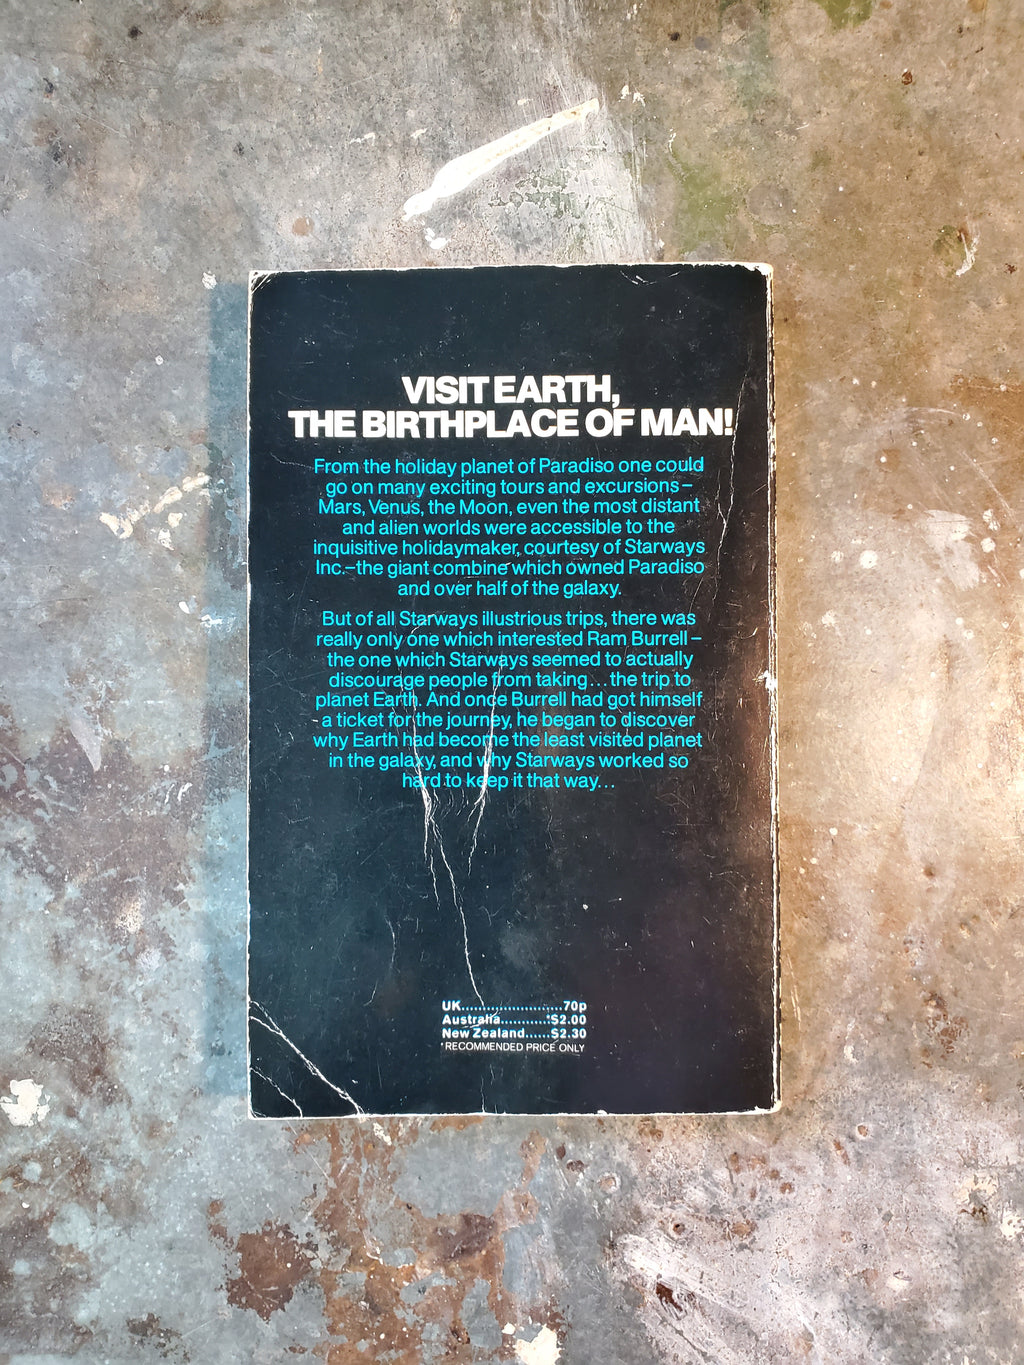 VISIT EARTH,
THE BIRTHPLACE OF MAN!
From the holiday planet of Paradiso one could
go on many exciting tours and excursions –
Mars, Venus, the Moon, even the most distant
and alien worlds were accessible to the
inquisitive holidaymaker, courtesy of Starways
Inc.–the giant combine which owned Paradiso
and over half of the galaxy.
But of all Starways illustrious trips, there was
really only one which interested Ram Burrell –
the one which Starways seemed to actually
discourage people from taking...the trip to
planet Earth. And once Burrell had got himself
a ticket for the journey, he began to discover
why Earth had become the least visited planet
in the galaxy, and why Starways worked so
hard to keep it that way...
UK........................70p
Australia...........*$2.00
New Zealand......$2.30
*RECOMMENDED PRICE ONLY